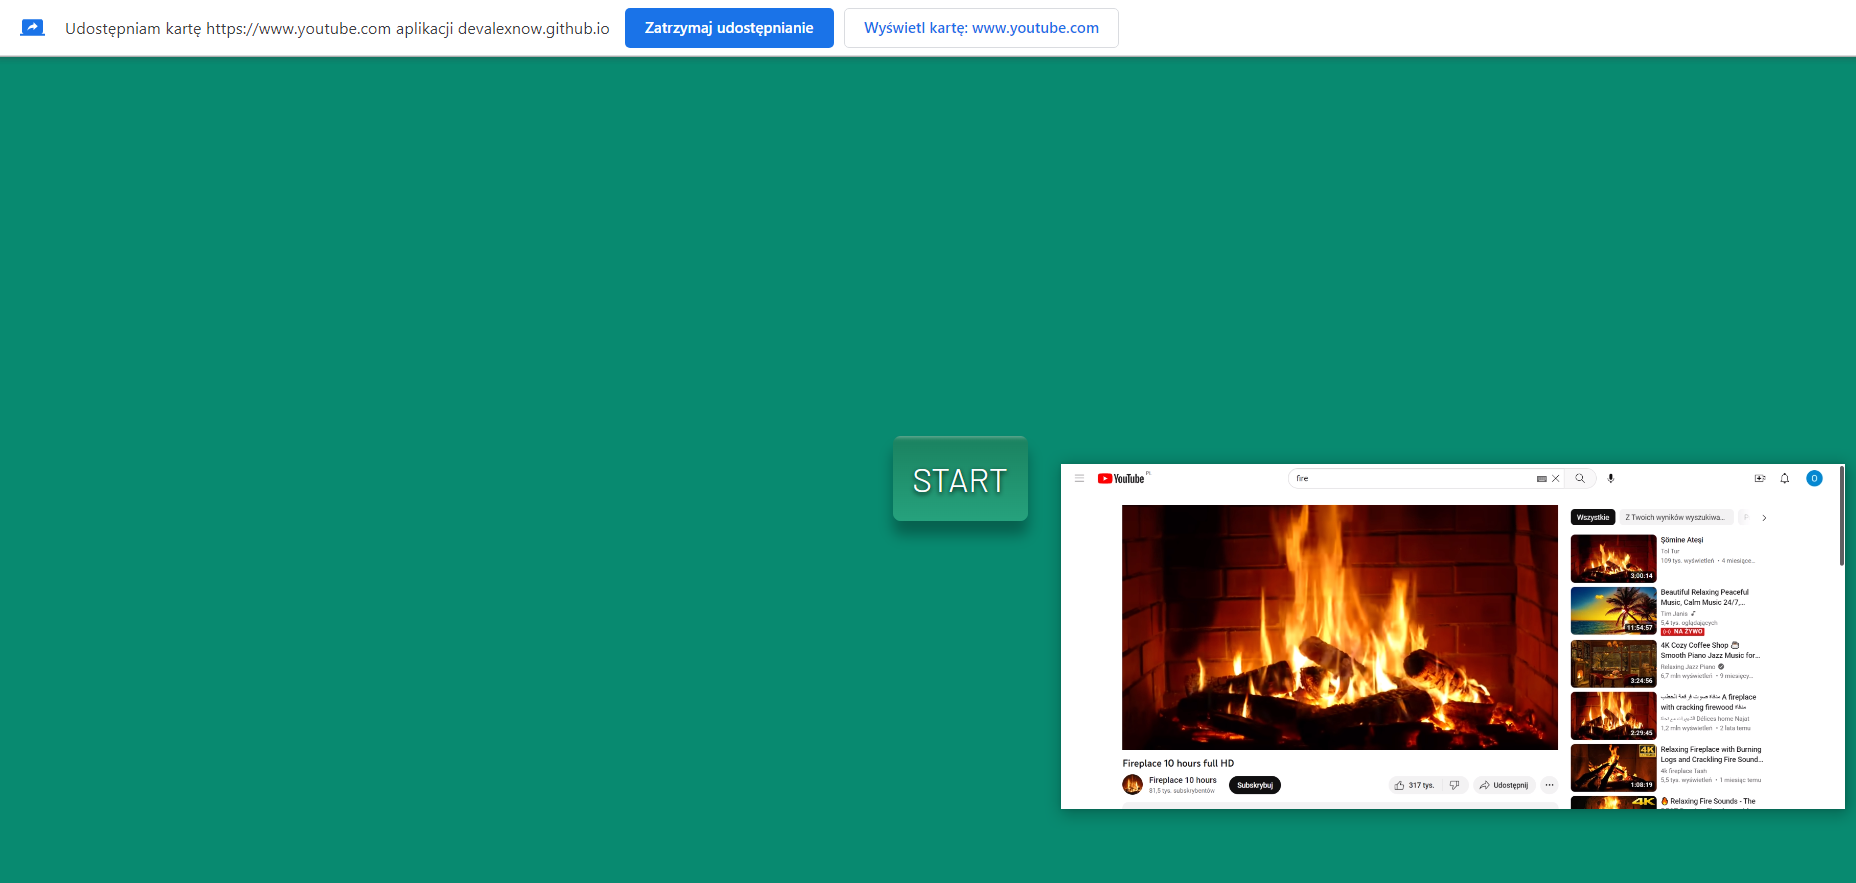 Udostępniam kartę https://www.youtube.com aplikacji devalexnow.github.io
Zatrzymaj udostępnianie
Wyświetl kartę: www.youtube.com
START
YouTube PL
fire
O
Wszystkie
Z Twoich wyników wyszukiwa...
Şömine Ateşi
Tol Tur
109 tys. wyświetleń • 4 miesiące...
3:00:14
Beautiful Relaxing Peaceful
Music, Calm Music 24/7,...
Tim Janis
5,4 tys. oglądających
NA ŻYWO
11:54:57
4K Cozy Coffee Shop
Smooth Piano Jazz Music for...
Relaxing Jazz Piano
6,7 mln wyświetleń • 9 miesięcy...
3:24:56
A fireplace
with cracking firewood
Délices home Najat
1,2 mln wyświetleń • 2 lata temu
2:29:45
Relaxing Fireplace with Burning
Logs and Crackling Fire Sound...
4k fireplace Tash
5,5 tys. wyświetleń • 1 miesiąc temu
4K
1:08:19
🔥 Relaxing Fire Sounds - The
4K
Fireplace 10 hours full HD
Fireplace 10 hours
81,5 tys. subskrybentów
Subskrybuj
317 tys.
Udostępnij